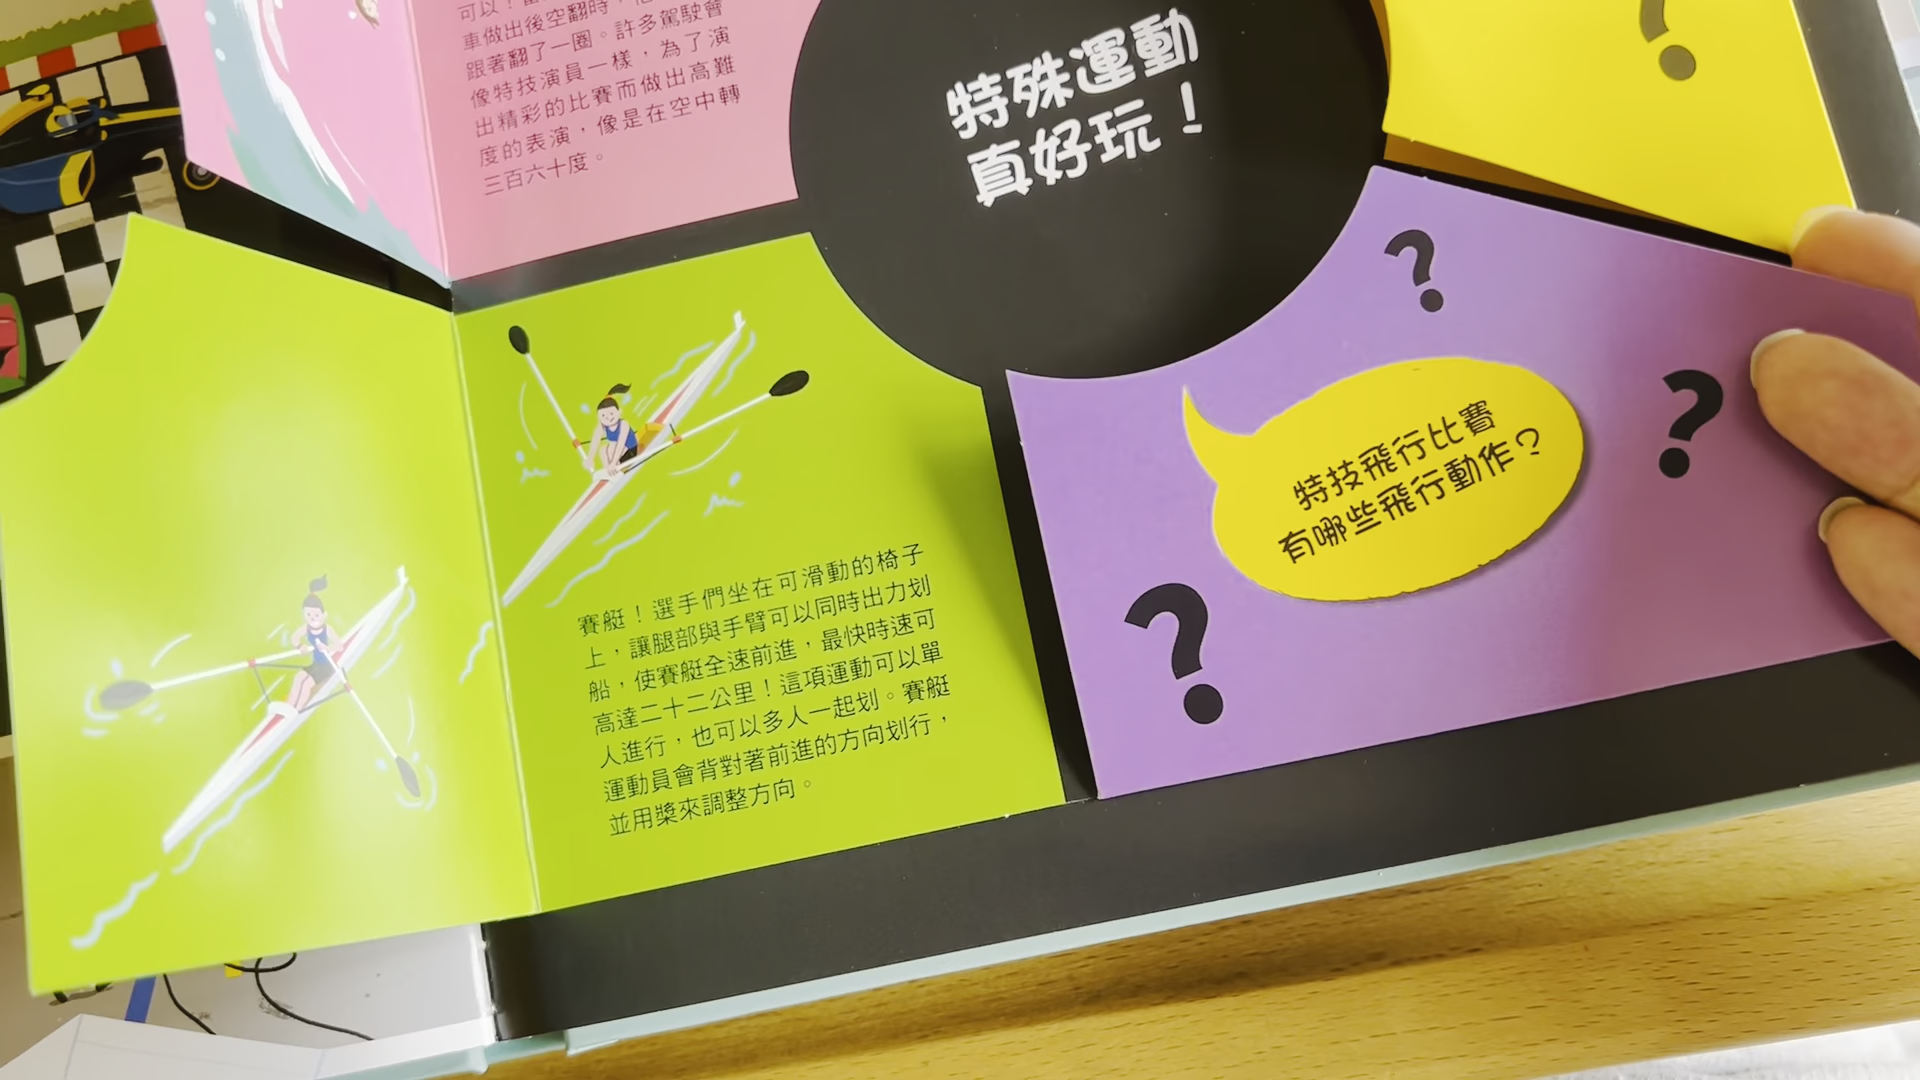 車做出後空翻時，
跟著翻了一圈。許多駕駛會
像特技演員一樣，為了演
出精彩的比賽而做出高難
度的表演，像是在空中轉
三百六十度。
特殊運動
真好玩！
?
賽艇！選手們坐在可滑動的椅子
上，讓腿部與手臂可以同時出力划
船，使賽艇全速前進，最快時速可
高達二十二公里！這項運動可以單
人進行，也可以多人一起划。賽艇
運動員會背對著前進的方向划行，
並用槳來調整方向。
?
特技飛行比賽
有哪些飛行動作？
?
?